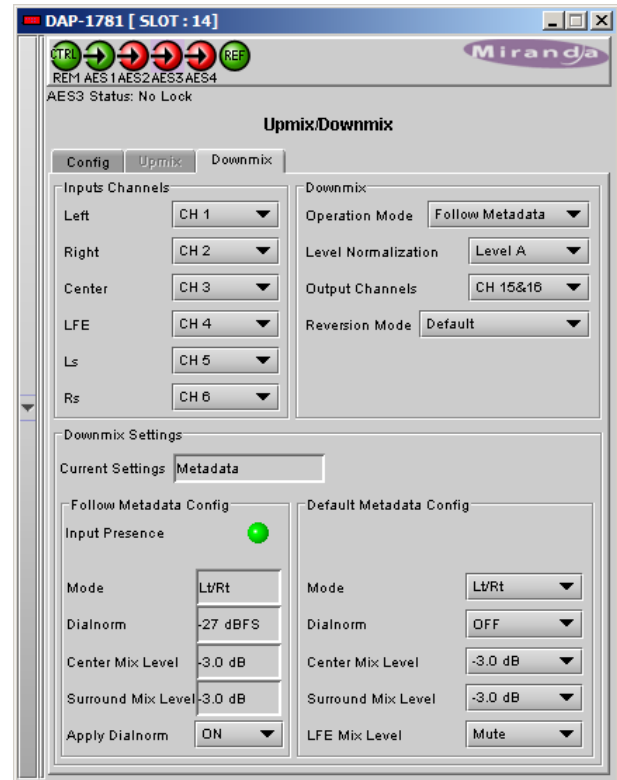 DAP-1781 [ SLOT : 14]
CTRL REF
Miranda
REM AES1 AES2 AES3 AES4
AES3 Status: No Lock
Upmix/Downmix
Config Upmix Downmix
Inputs Channels
Left CH 1
Right CH 2
Center CH 3
LFE CH 4
Ls CH 5
Rs CH 6
Downmix
Operation Mode Follow Metadata
Level Normalization Level A
Output Channels CH 15&16
Reversion Mode Default
Downmix Settings
Current Settings Metadata
Follow Metadata Config
Input Presence
Mode Lt/Rt
Dialnorm -27 dBFS
Center Mix Level -3.0 dB
Surround Mix Level -3.0 dB
Apply Dialnorm ON
Default Metadata Config
Mode Lt/Rt
Dialnorm OFF
Center Mix Level -3.0 dB
Surround Mix Level -3.0 dB
LFE Mix Level Mute